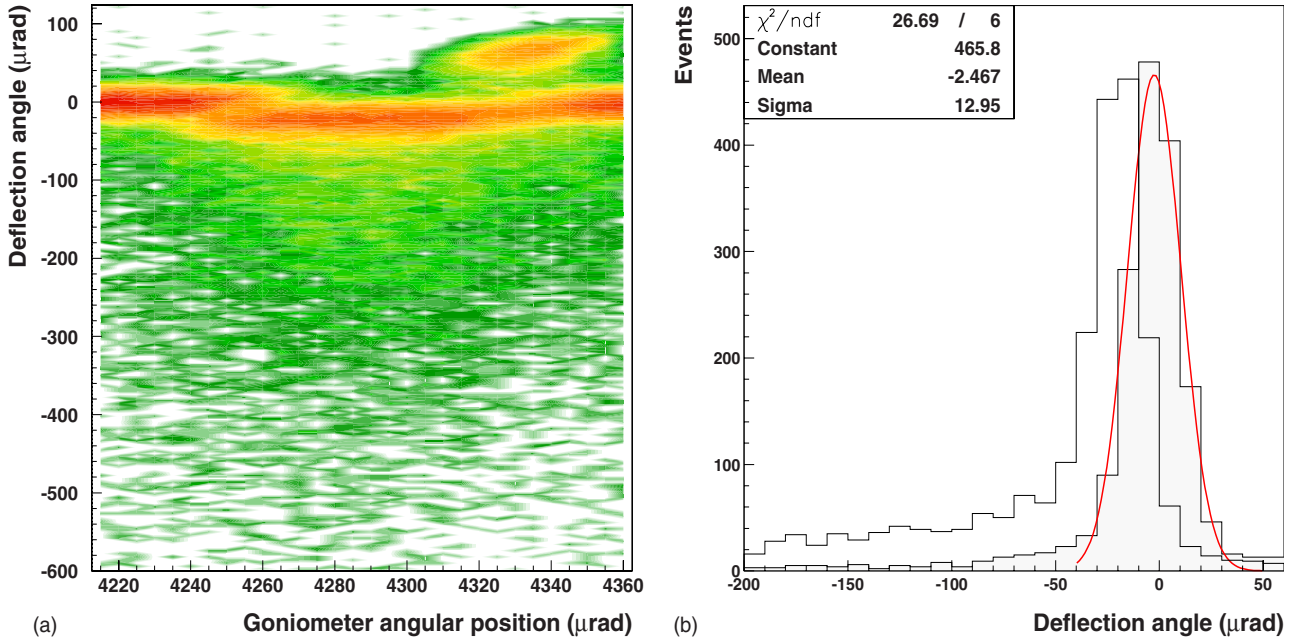 Deflection angle (μrad)
100
0
-100
-200
-300
-400
-500
-600
4220 4240 4260 4280 4300 4320 4340 4360
(a)
Goniometer angular position (μrad)
Events
500
400
300
200
100
0
χ²/ndf 26.69 / 6
Constant 465.8
Mean -2.467
Sigma 12.95
-200 -150 -100 -50 0 50
(b)
Deflection angle (μrad)